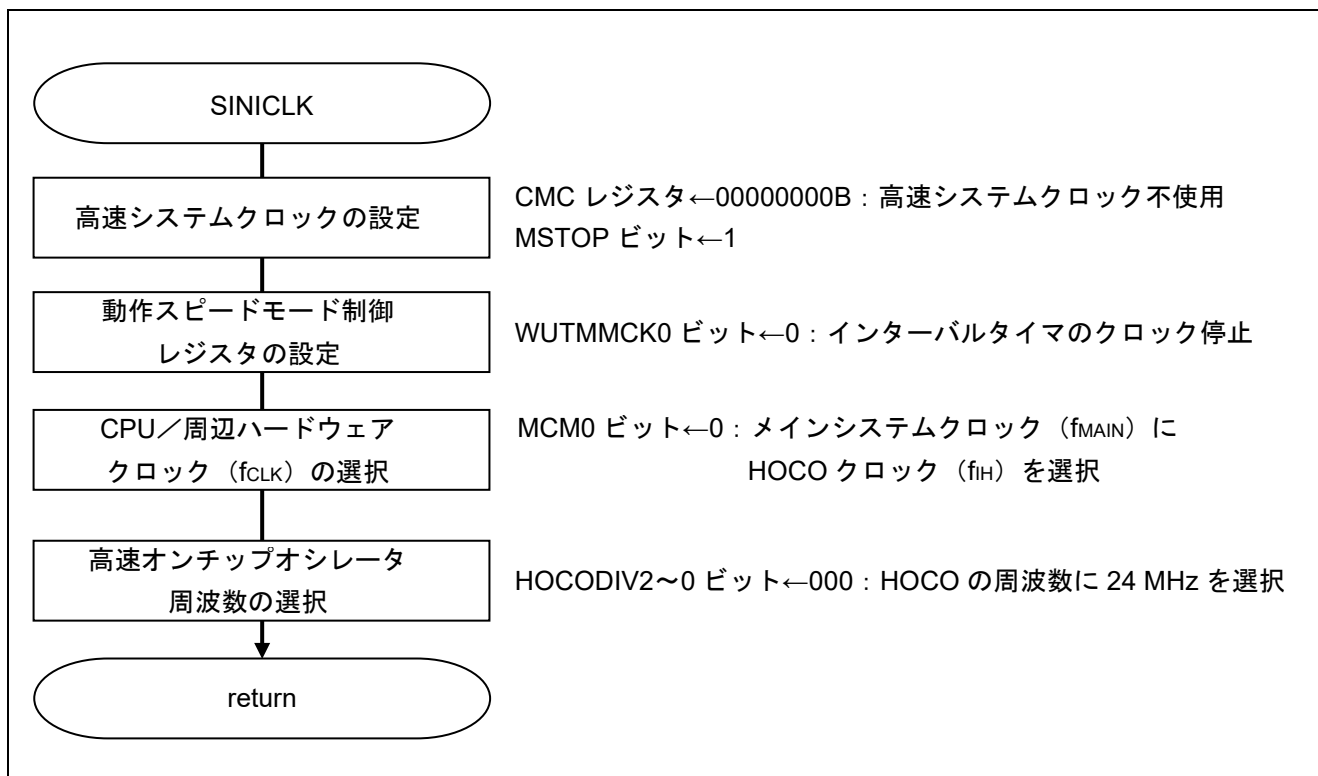 SINICLK
高速システムクロックの設定
CMC レジスタ←00000000B:高速システムクロック不使用
MSTOP ビット←1
動作スピードモード制御
レジスタの設定
WUTMMCK0 ビット←0:インターバルタイマのクロック停止
CPU/周辺ハードウェア
クロック(fCLK)の選択
MCM0 ビット←0:メインシステムクロック(fMAIN)に
HOCO クロック(fIH)を選択
高速オンチップオシレータ
周波数の選択
HOCODIV2~0 ビット←000:HOCO の周波数に 24 MHz を選択
return